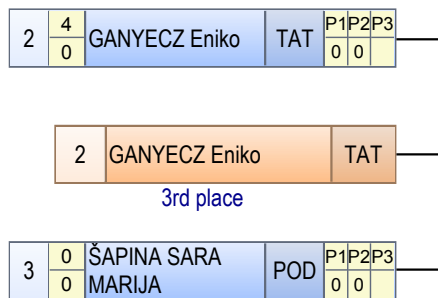 2 4 GANYECZ Eniko TAT P1 P2 P3
0 0 0
2 GANYECZ Eniko TAT
3rd place
3 0 ŠAPINA SARA POD P1 P2 P3
0 MARIJA 0 0